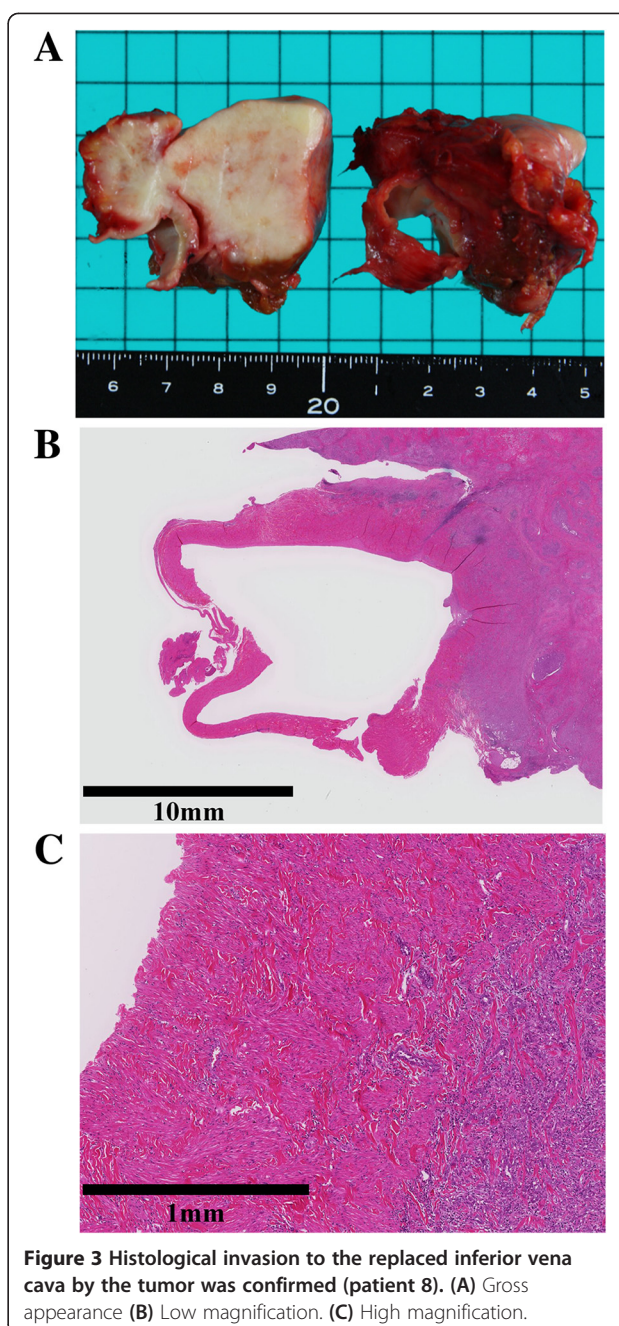 A
6 7 8 9 1 2 3 4 5
20
B
10mm
C
1mm
Figure 3 Histological invasion to the replaced inferior vena
cava by the tumor was confirmed (patient 8). (A) Gross
appearance (B) Low magnification. (C) High magnification.